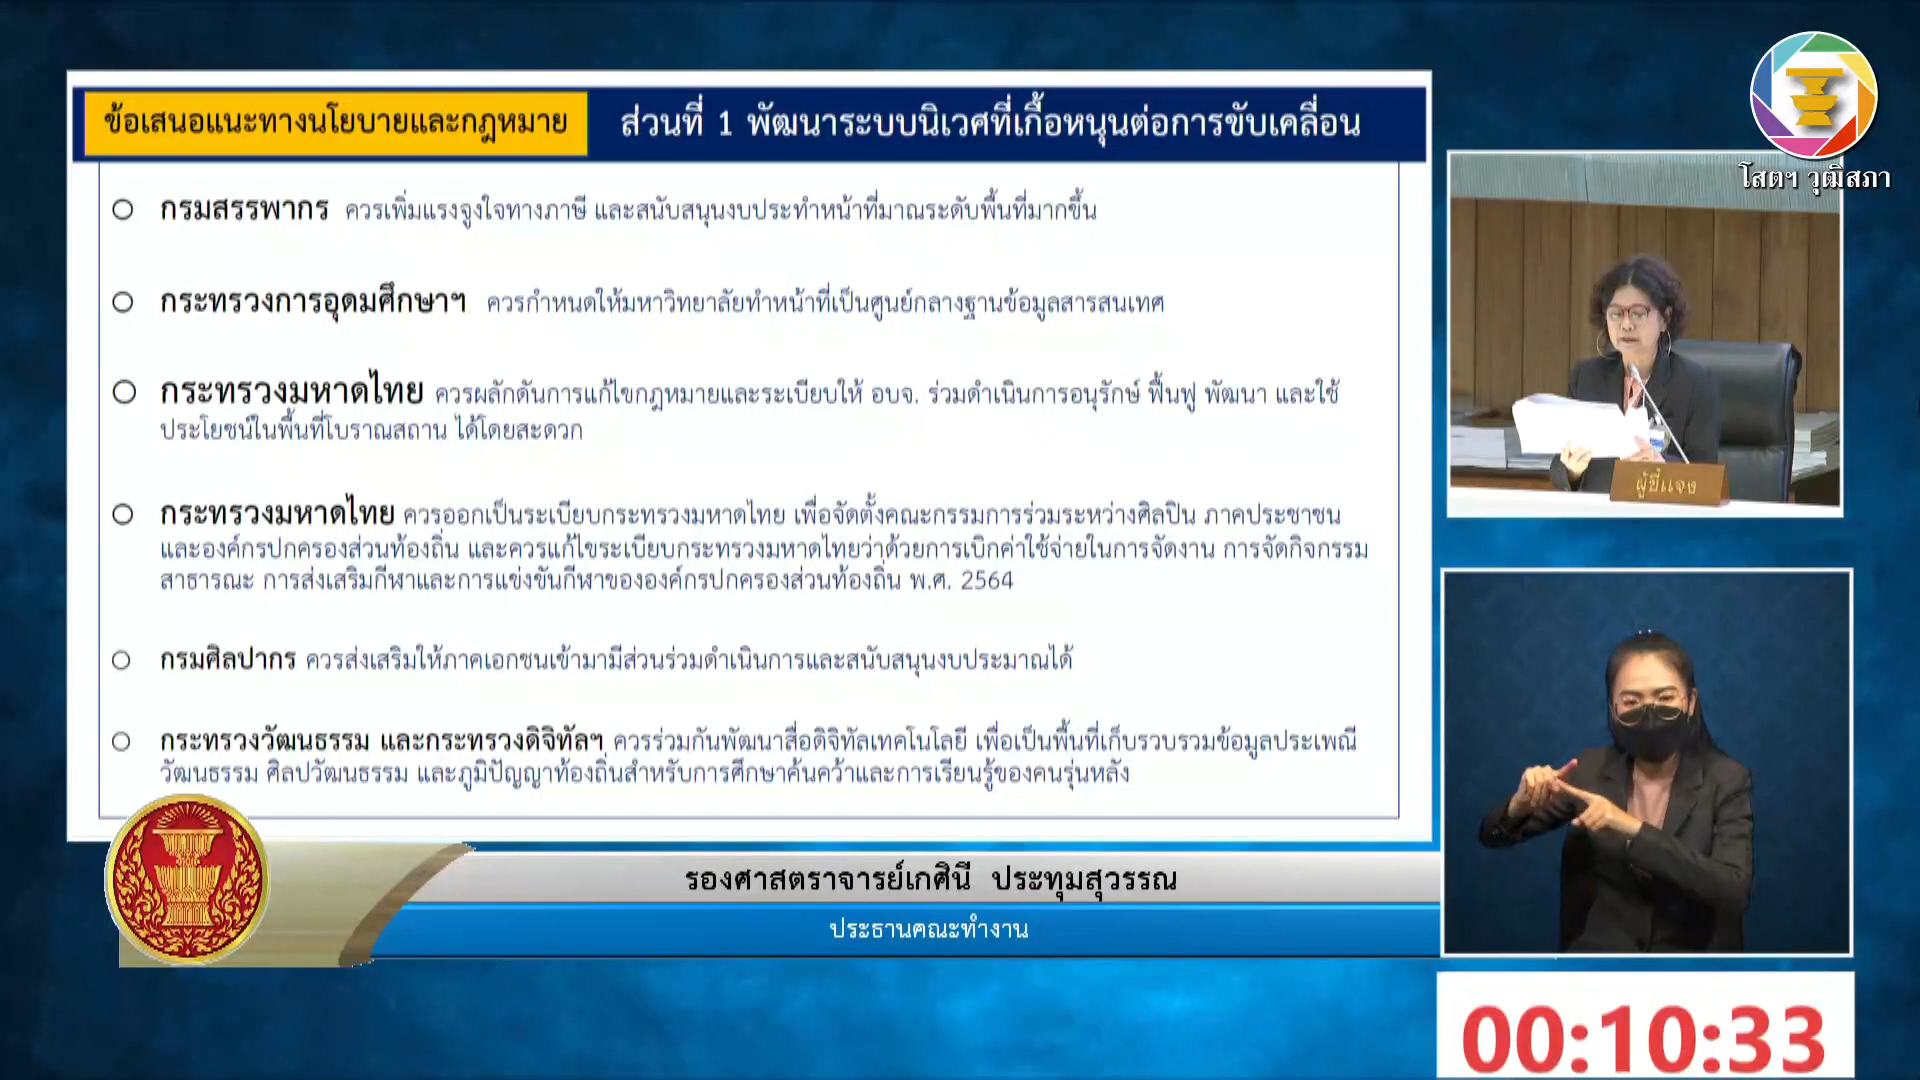 ข้อเสนอแนะทางนโยบายและกฎหมาย ส่วนที่ 1 พัฒนาระบบนิเวศที่เกื้อหนุนต่อการขับเคลื่อน
โสตฯ วุฒิสภา
กรมสรรพากร ควรเพิ่มแรงจูงใจทางภาษี และสนับสนุนงบประทำหน้าที่มาณระดับพื้นที่มากขึ้น
กระทรวงการอุดมศึกษาฯ ควรกำหนดให้มหาวิทยาลัยทำหน้าที่เป็นศูนย์กลางฐานข้อมูลสารสนเทศ
กระทรวงมหาดไทย ควรผลักดันการแก้ไขกฎหมายและระเบียบให้ อบจ. ร่วมดำเนินการอนุรักษ์ ฟื้นฟู พัฒนา และใช้
ประโยชน์ในพื้นที่โบราณสถาน ได้โดยสะดวก
กระทรวงมหาดไทย ควรออกเป็นระเบียบกระทรวงมหาดไทย เพื่อจัดตั้งคณะกรรมการร่วมระหว่างศิลปิน ภาคประชาชน
และองค์กรปกครองส่วนท้องถิ่น และควรแก้ไขระเบียบกระทรวงมหาดไทยว่าด้วยการเบิกค่าใช้จ่ายในการจัดงาน การจัดกิจกรรม
สาธารณะ การส่งเสริมกีฬาและการแข่งขันกีฬาขององค์กรปกครองส่วนท้องถิ่น พ.ศ. 2564
กรมศิลปากร ควรส่งเสริมให้ภาคเอกชนเข้ามามีส่วนร่วมดำเนินการและสนับสนุนงบประมาณได้
กระทรวงวัฒนธรรม และกระทรวงดิจิทัลฯ ควรร่วมกันพัฒนาสื่อดิจิทัลเทคโนโลยี เพื่อเป็นพื้นที่เก็บรวบรวมข้อมูลประเพณี
วัฒนธรรม ศิลปวัฒนธรรม และภูมิปัญญาท้องถิ่นสำหรับการศึกษาค้นคว้าและการเรียนรู้ของคนรุ่นหลัง
ผู้ชี้แจง
รองศาสตราจารย์เกศินี ประทุมสุวรรณ
ประธานคณะทำงาน
00:10:33